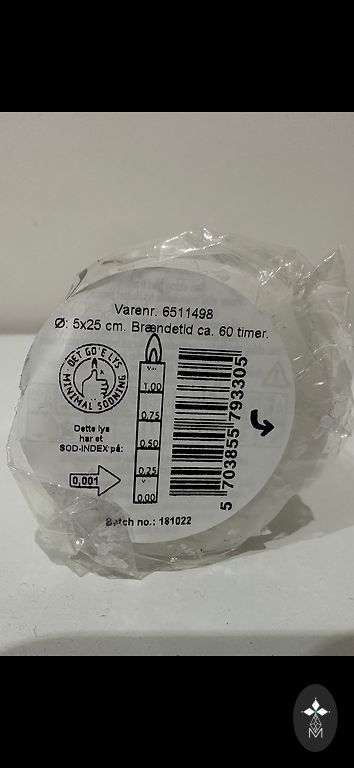 Varenr. 6511498
Ø: 5x25 cm. Brændetid ca. 60 timer.
DET GO'E LYS
MINIMAL SODNING
Dette lys
har et
SOD-INDEX på:
0,001
1,00
0,75
0,50
0,25
0,00
5 703855 793305
Batch no.: 181022
M